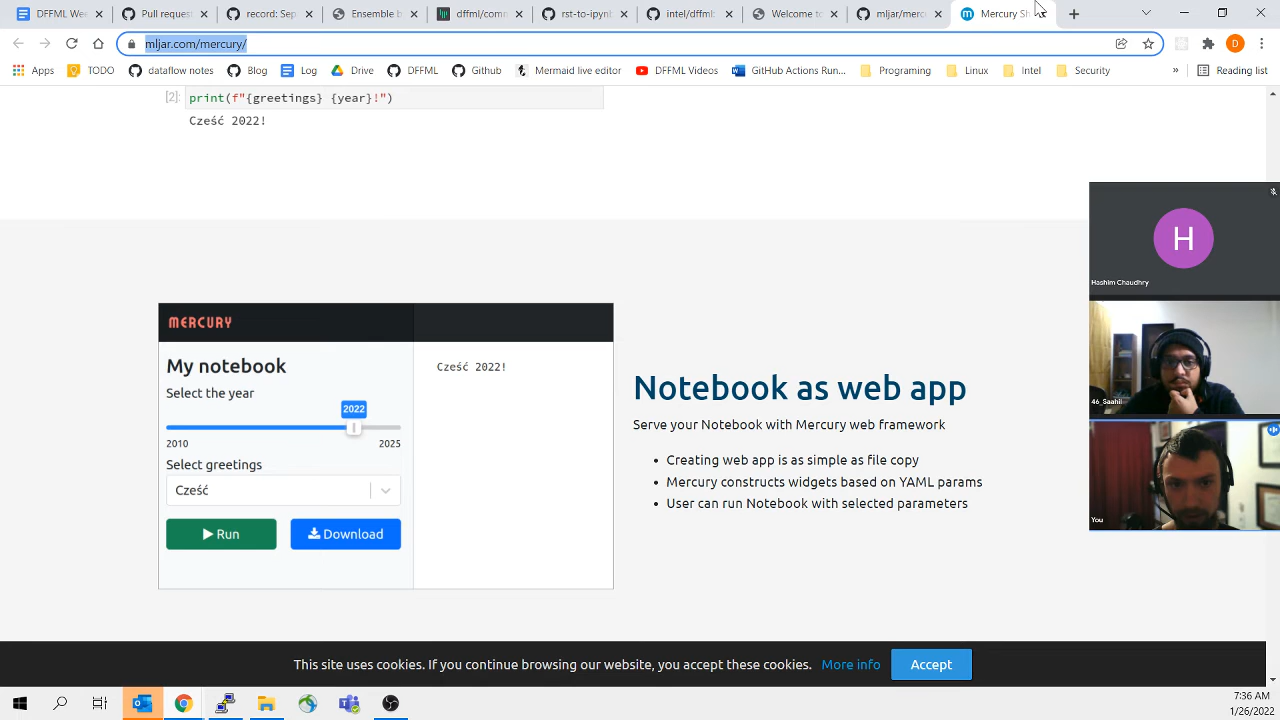 DFFML Weekly
Pull request
record: Sep
Ensemble b
dffml/com
rst-to-ipynb
intel/dffml
Welcome to
mljar/merc
Mercury Sh
mljar.com/mercury/
D
Apps
TODO
dataflow notes
Blog
Log
Drive
DFFML
Github
Mermaid live editor
DFFML Videos
GitHub Actions Run...
Programing
Linux
Intel
Security
»
Reading list
[2]: print(f"{greetings} {year}!")
Cześć 2022!
H
Hashim Chaudhry
MERCURY
My notebook
Cześć 2022!
Select the year
2022
2010 2025
Select greetings
Cześć
Run
Download
Notebook as web app
Serve your Notebook with Mercury web framework
• Creating web app is as simple as file copy
• Mercury constructs widgets based on YAML params
• User can run Notebook with selected parameters
46_Saahil
You
This site uses cookies. If you continue browsing our website, you accept these cookies. More info Accept
7:36 AM
1/26/2022